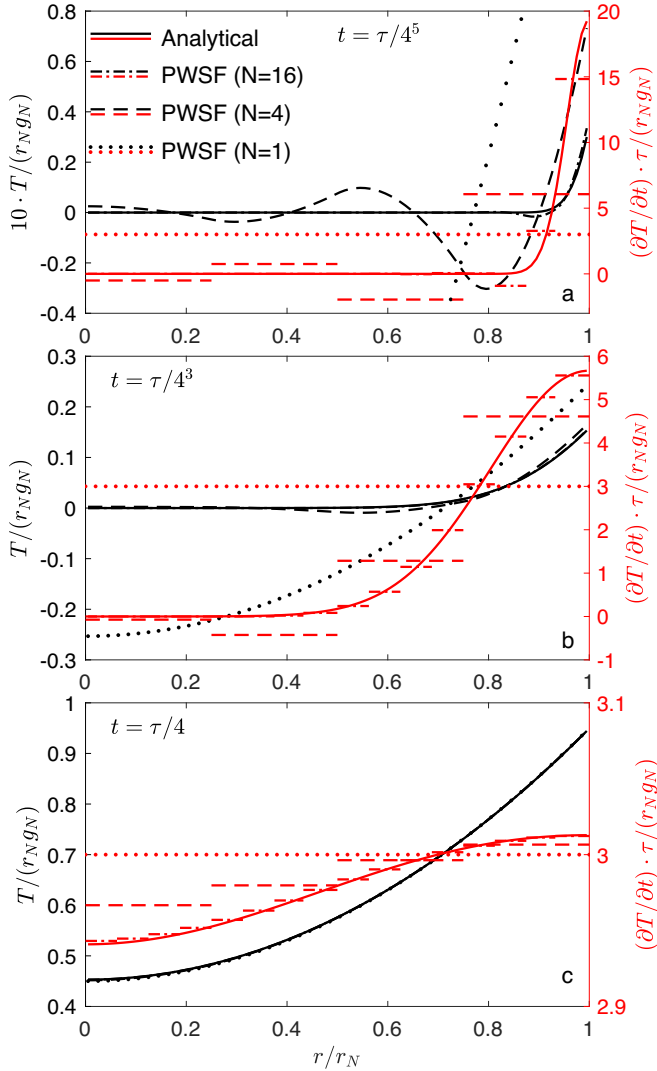 0.8
0.6
0.4
0.2
0
-0.2
-0.4
10 · T/(r_N g_N)
Analytical
PWSF (N=16)
PWSF (N=4)
PWSF (N=1)
t = τ/4⁵
20
15
10
5
0
(∂T/∂t) · τ/(r_N g_N)
a
0 0.2 0.4 0.6 0.8 1
0.3
0.2
0.1
0
-0.1
-0.2
-0.3
T/(r_N g_N)
t = τ/4³
6
5
4
3
2
1
0
-1
(∂T/∂t) · τ/(r_N g_N)
b
0 0.2 0.4 0.6 0.8 1
1
0.9
0.8
0.7
0.6
0.5
0.4
T/(r_N g_N)
t = τ/4
3.1
3
2.9
(∂T/∂t) · τ/(r_N g_N)
c
0 0.2 0.4 0.6 0.8 1
r/r_N